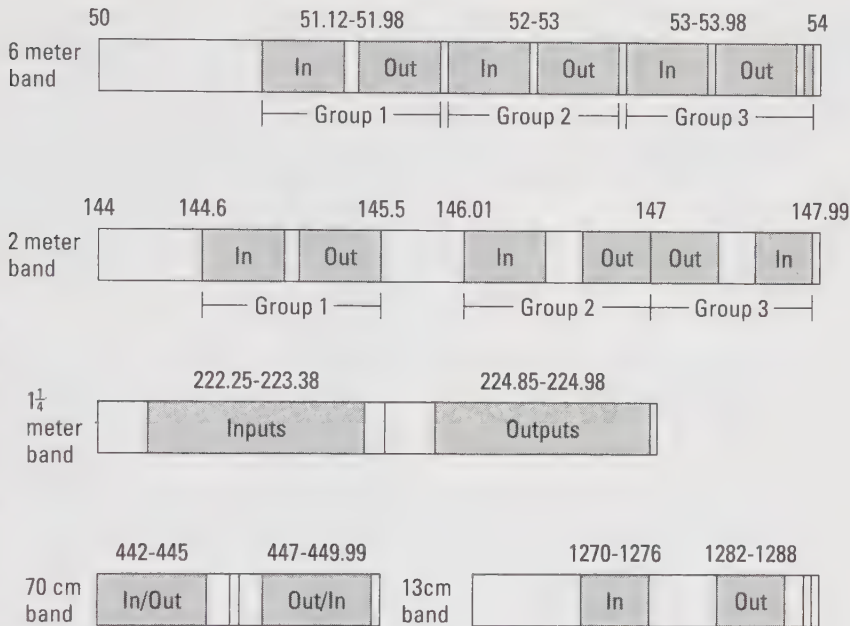 50 51.12-51.98 52-53 53-53.98 54
6 meter
band
In Out In Out In Out
Group 1 Group 2 Group 3
144 144.6 145.5 146.01 147 147.99
2 meter
band
In Out In Out Out In
Group 1 Group 2 Group 3
222.25-223.38 224.85-224.98
1 1/4
meter
band
Inputs Outputs
442-445 447-449.99 1270-1276 1282-1288
70 cm
band
In/Out Out/In
13cm
band
In Out